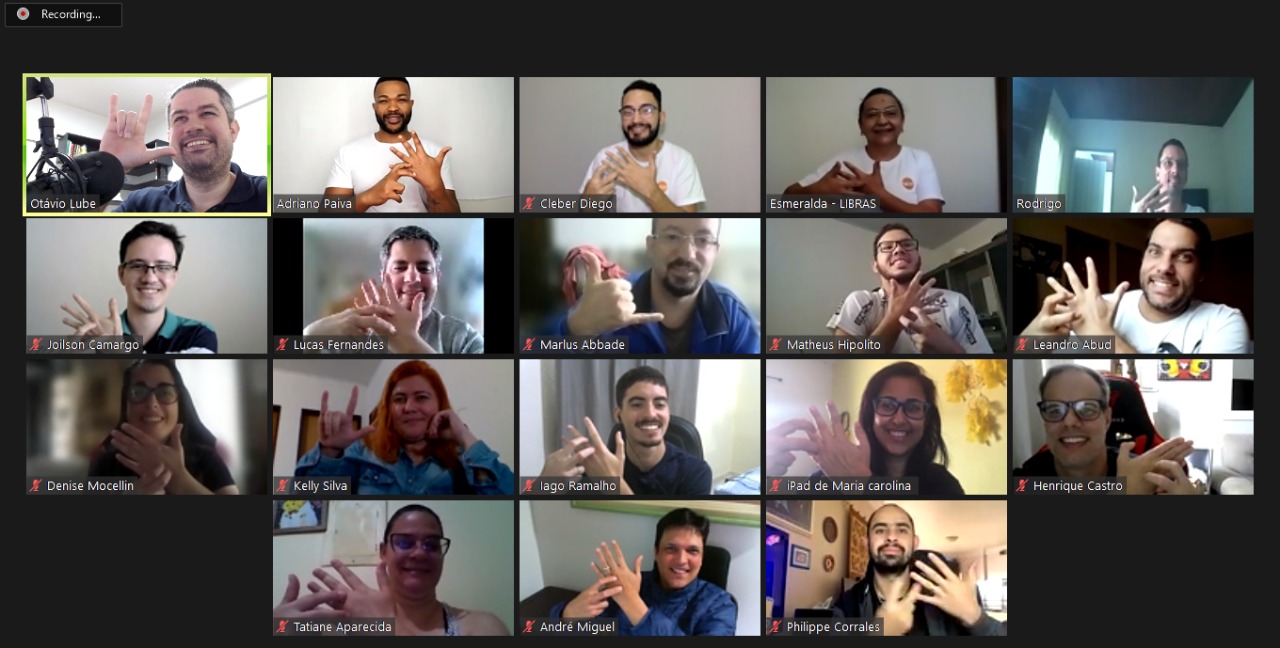 Recording...
Otávio Lube
Adriano Paiva
Cleber Diego
Esmeralda - LIBRAS
Rodrigo
Joilson Camargo
Lucas Fernandes
Marlus Abbade
Matheus Hipolito
Leandro Abud
Denise Mocellin
Kelly Silva
Iago Ramalho
iPad de Maria carolina
Henrique Castro
Tatiane Aparecida
André Miguel
Philippe Corrales